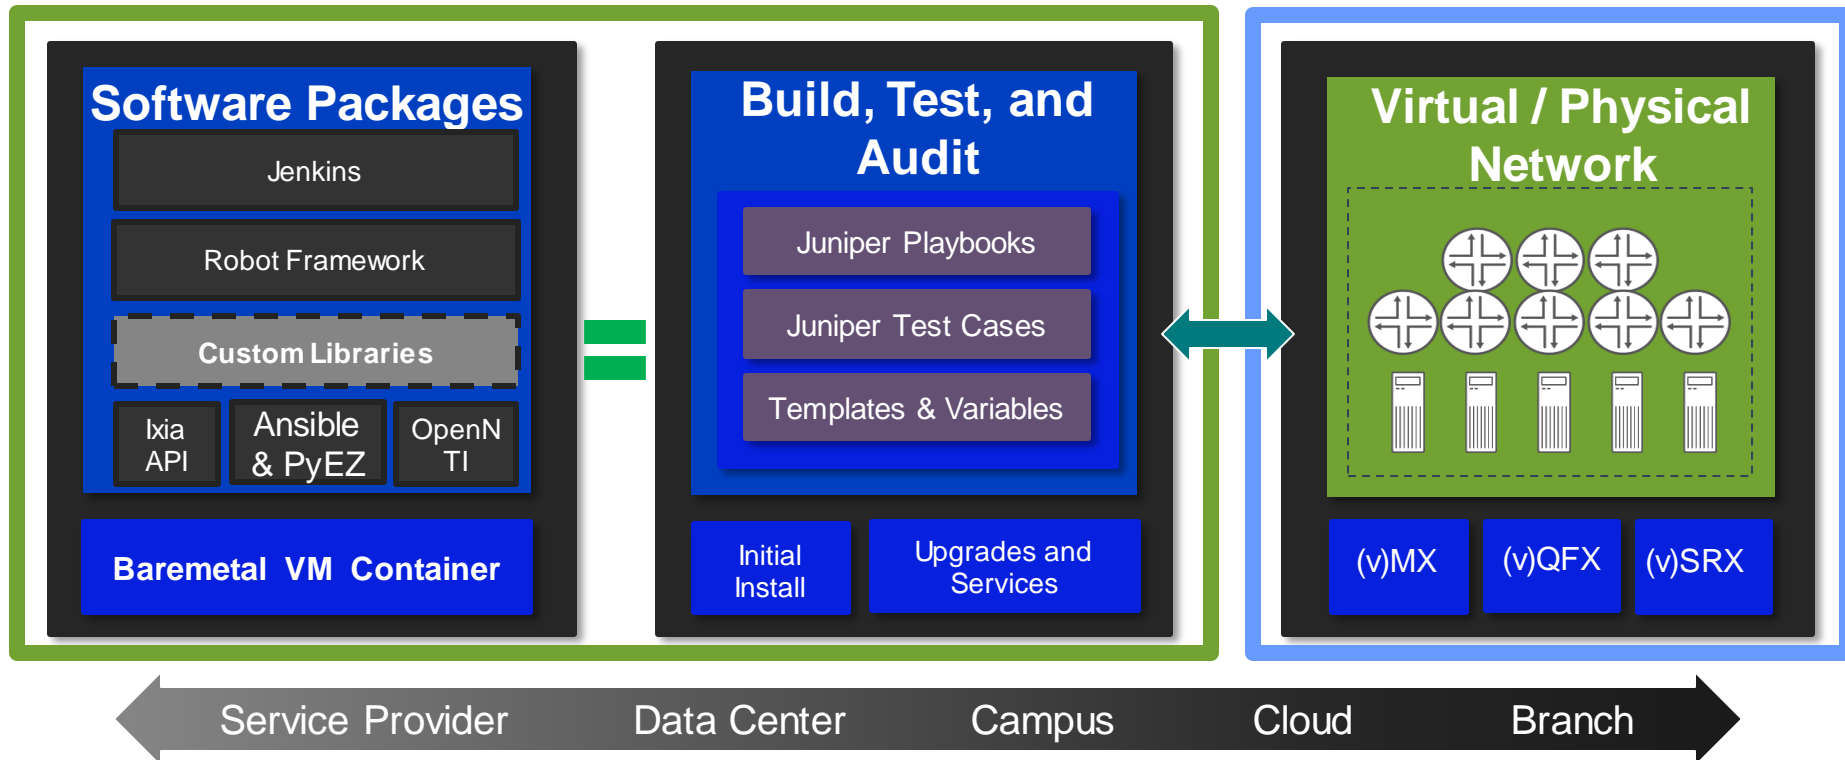 Software Packages
Jenkins
Robot Framework
Custom Libraries
Ixia
API
Ansible
& PyEZ
OpenN
TI
Baremetal VM Container
Build, Test, and
Audit
Juniper Playbooks
Juniper Test Cases
Templates & Variables
Initial
Install
Upgrades and
Services
Virtual / Physical
Network
(v)MX
(v)QFX
(v)SRX
Service Provider
Data Center
Campus
Cloud
Branch